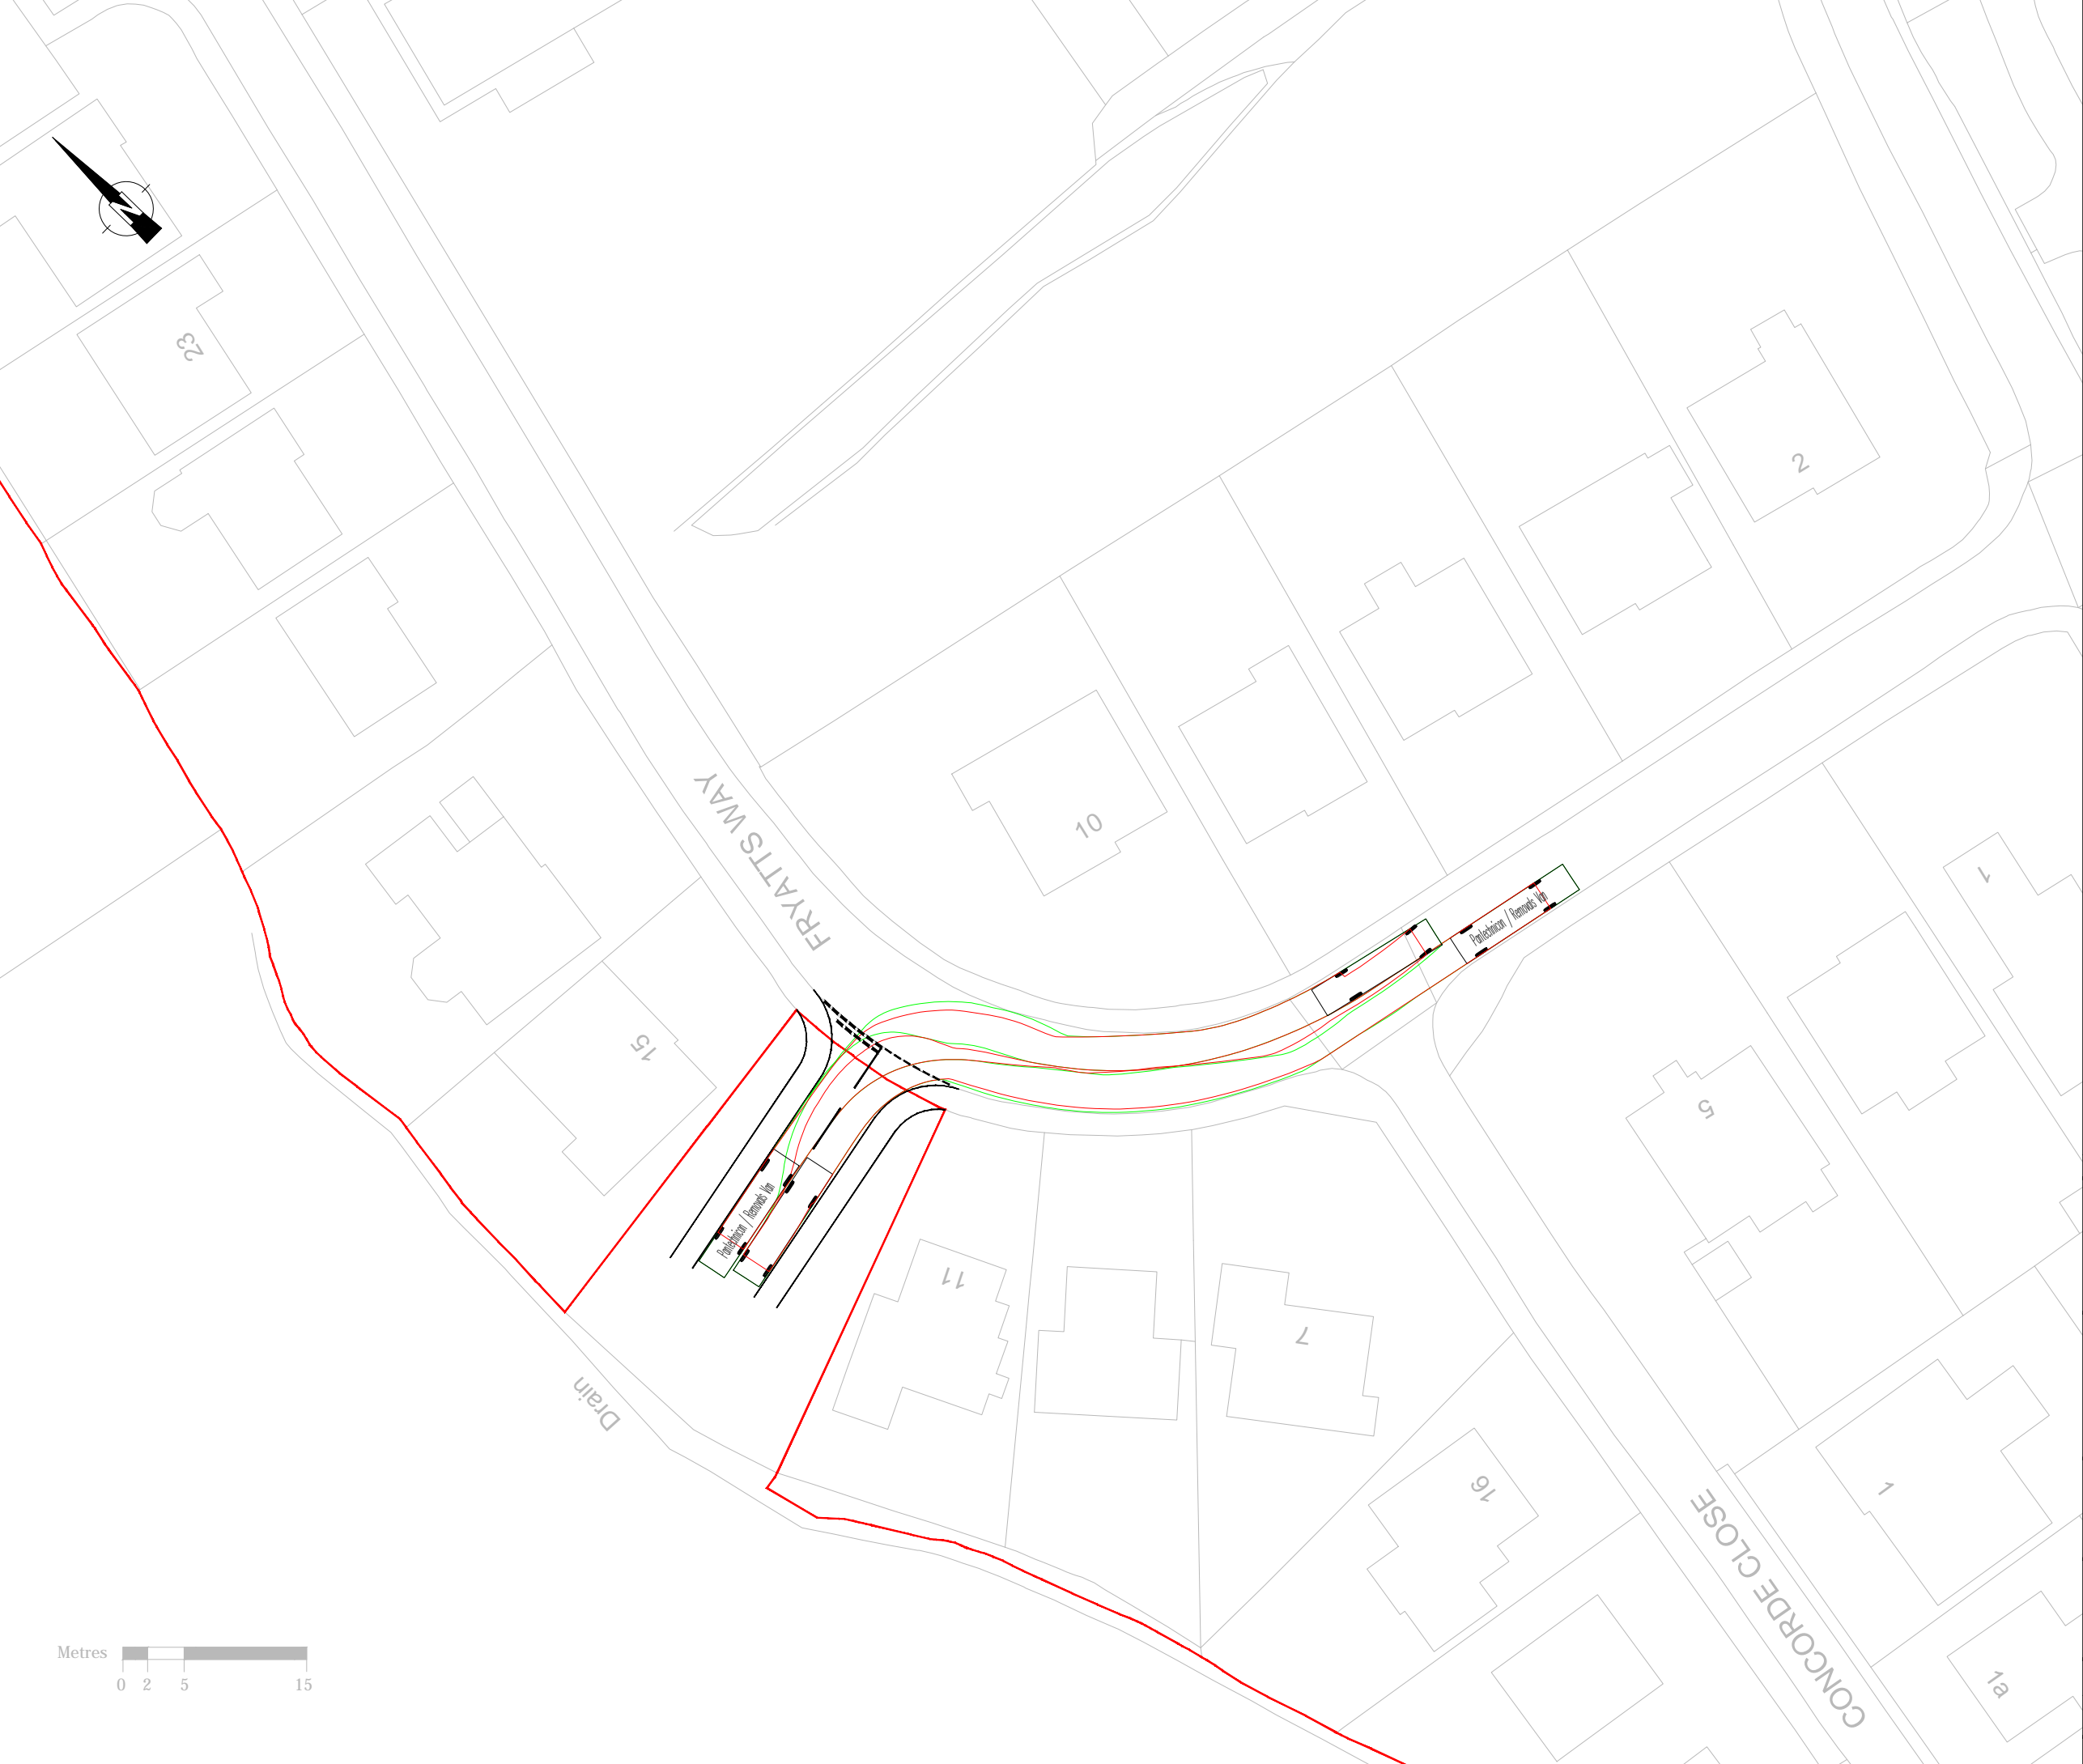 23
2
FRYATTS WAY
10
1
Pantechnicon / Removals Van
15
5
Pantechnicon / Removals Van
11
7
Drain
16
1
CONCORDE CLOSE
1a
Metres
0 2 5 15